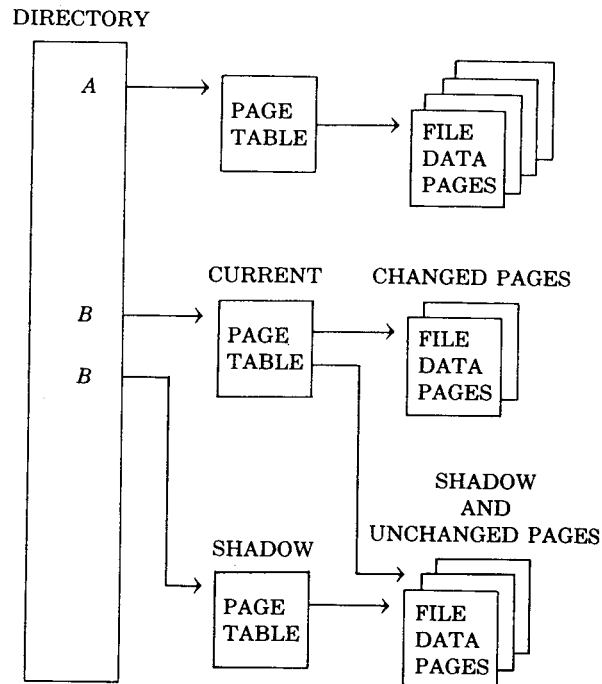 DIRECTORY
A
PAGE
TABLE
FILE
DATA
PAGES
CURRENT
CHANGED PAGES
B
PAGE
TABLE
FILE
DATA
PAGES
B
SHADOW
AND
UNCHANGED PAGES
SHADOW
PAGE
TABLE
FILE
DATA
PAGES